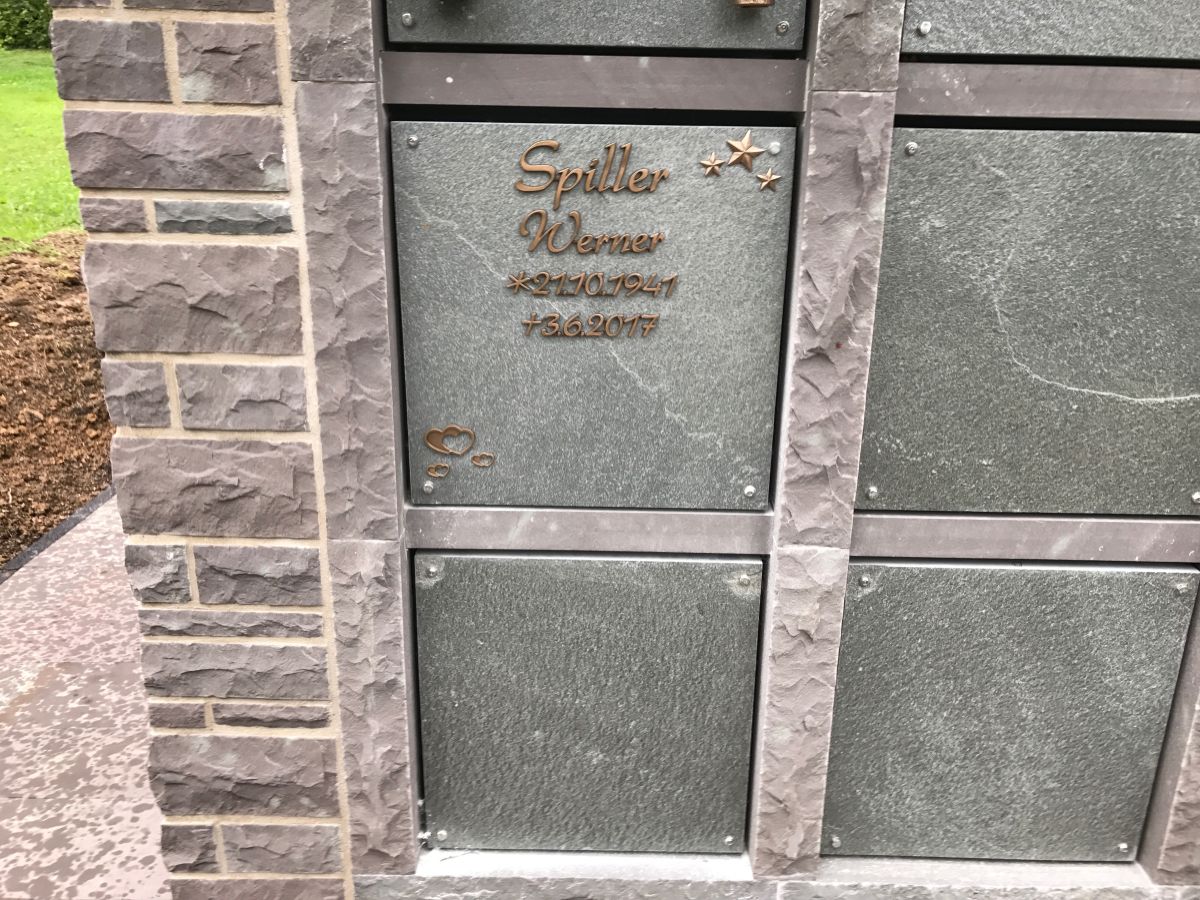 Spiller
Werner
*21.10.1941
†3.6.2017